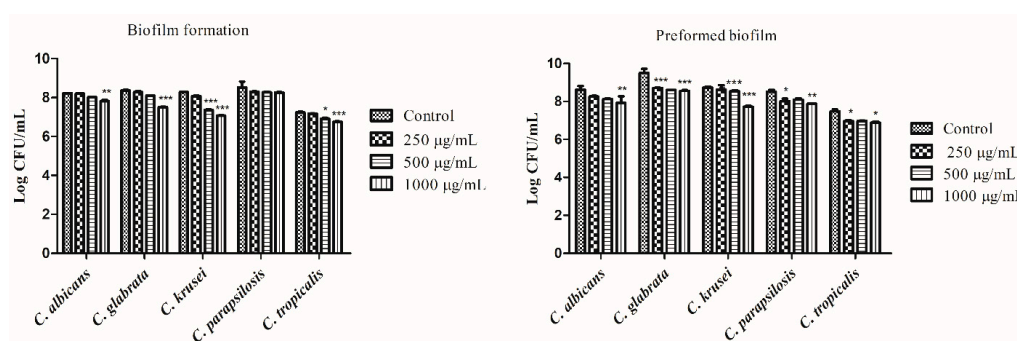 Biofilm formation
Log CFU/mL
10
8
6
4
2
0
**
***
***
***
*
***
C. albicans
C. glabrata
C. krusei
C. parapsilosis
C. tropicalis
Control
250 µg/mL
500 µg/mL
1000 µg/mL
Preformed biofilm
Log CFU/mL
10
8
6
4
2
0
**
***
***
***
***
*
**
*
*
C. albicans
C. glabrata
C. krusei
C. parapsilosis
C. tropicalis
Control
250 µg/mL
500 µg/mL
1000 µg/mL